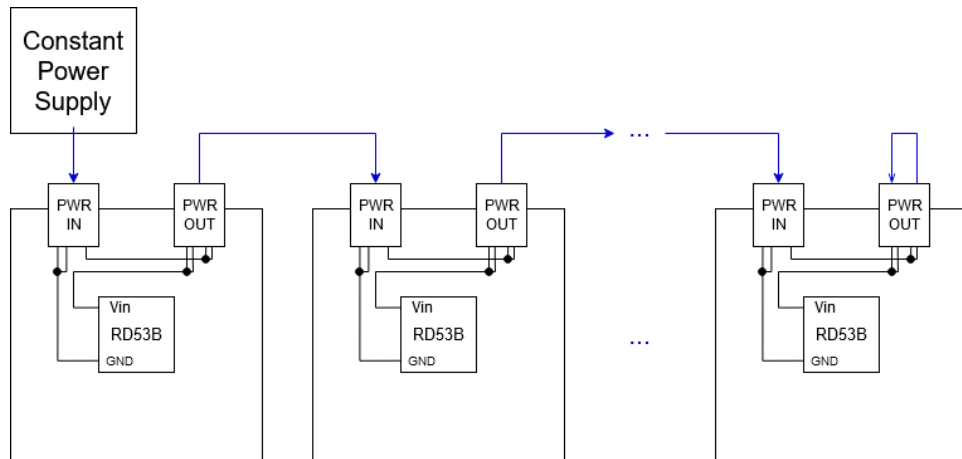 Constant
Power
Supply
...
PWR
IN
PWR
OUT
PWR
IN
PWR
OUT
PWR
IN
PWR
OUT
Vin
RD53B
GND
Vin
RD53B
GND
...
Vin
RD53B
GND